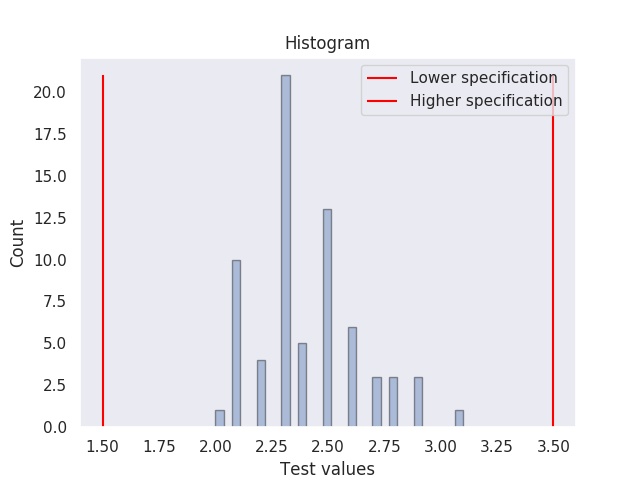 Histogram
Lower specification
Higher specification
20.0
17.5
15.0
12.5
10.0
7.5
5.0
2.5
0.0
Count
1.50 1.75 2.00 2.25 2.50 2.75 3.00 3.25 3.50
Test values